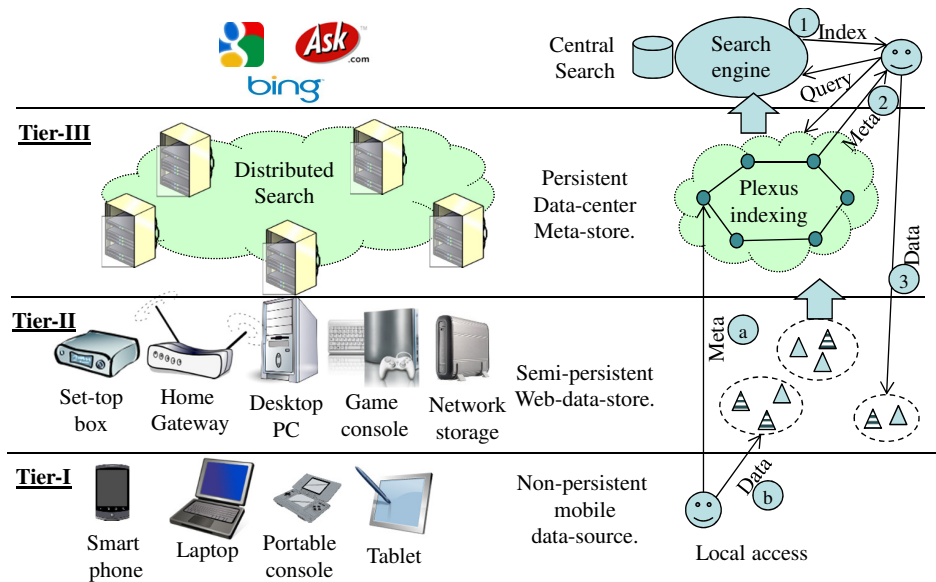 Ask
.com
TM
bing
TM
Central
Search
Search
engine
1
Index
Query
2
Meta
Tier-III
Distributed
Search
Persistent
Data-center
Meta-store.
Plexus
indexing
Data
3
Tier-II
Set-top
box
Home
Gateway
Desktop
PC
Game
console
Network
storage
Semi-persistent
Web-data-store.
Meta
a
Tier-I
Smart
phone
Laptop
Portable
console
Tablet
Non-persistent
mobile
data-source.
Data
b
Local access